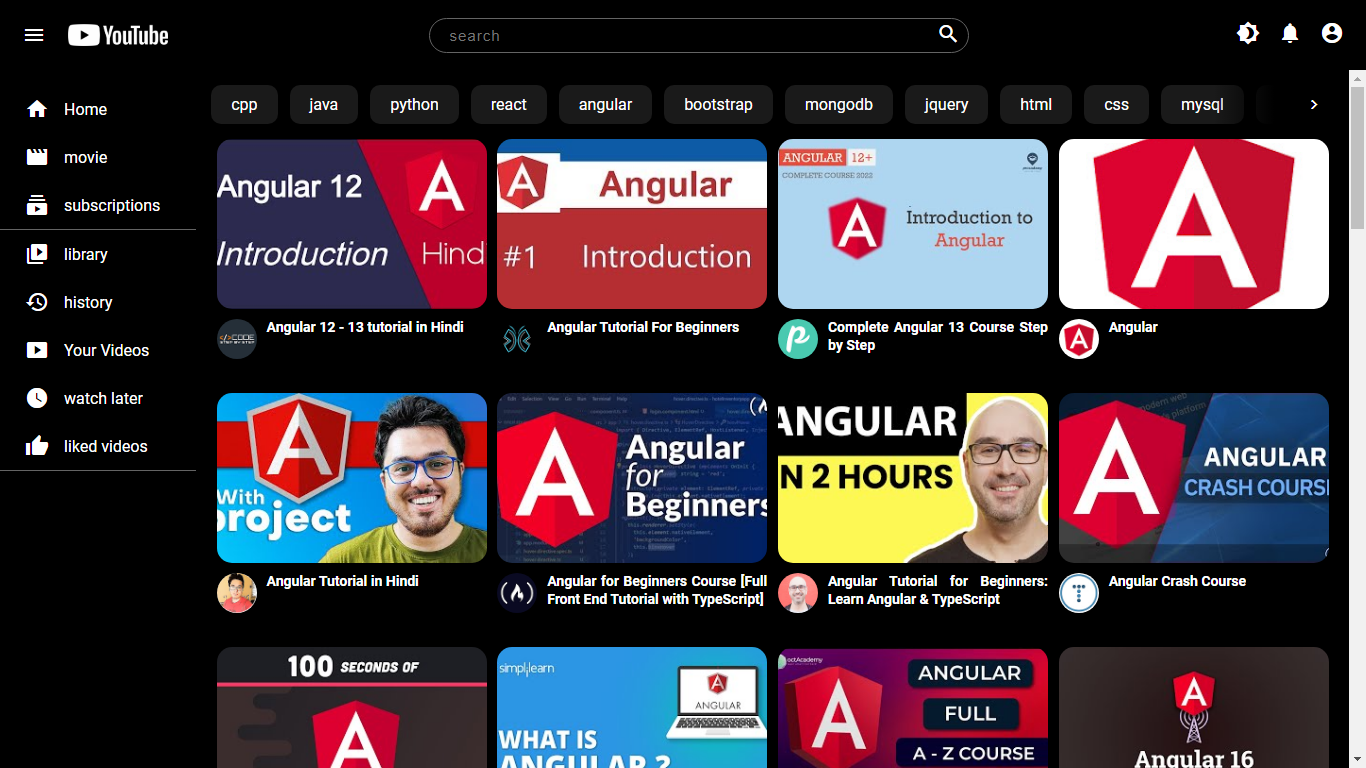 YouTube
search
Home
movie
subscriptions
library
history
Your Videos
watch later
liked videos
cpp
java
python
react
angular
bootstrap
mongodb
jquery
html
css
mysql
Angular 12
Introduction
Hindi
Angular 12 - 13 tutorial in Hindi
Angular
#1 Introduction
Angular Tutorial For Beginners
ANGULAR 12+
COMPLETE COURSE 2022
Introduction to
Angular
Complete Angular 13 Course Step
by Step
Angular
With
project
Angular Tutorial in Hindi
Angular
for
Beginners
Angular for Beginners Course [Full
Front End Tutorial with TypeScript]
ANGULAR
IN 2 HOURS
Angular Tutorial for Beginners:
Learn Angular & TypeScript
ANGULAR
CRASH COURSE
Angular Crash Course
100 SECONDS OF
simplilearn
ANGULAR
WHAT IS
ANGULAR ?
octAcademy
ANGULAR
FULL
A - Z COURSE
Angular 16